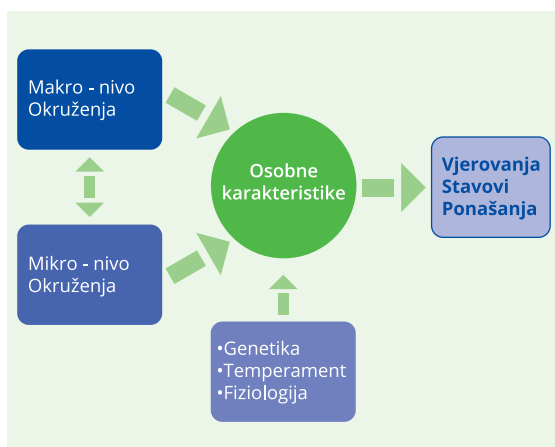 Makro - nivo
Okruženja
Osobne
karakteristike
Vjerovanja
Stavovi
Ponašanja
Mikro - nivo
Okruženja
•Genetika
•Temperament
•Fiziologija